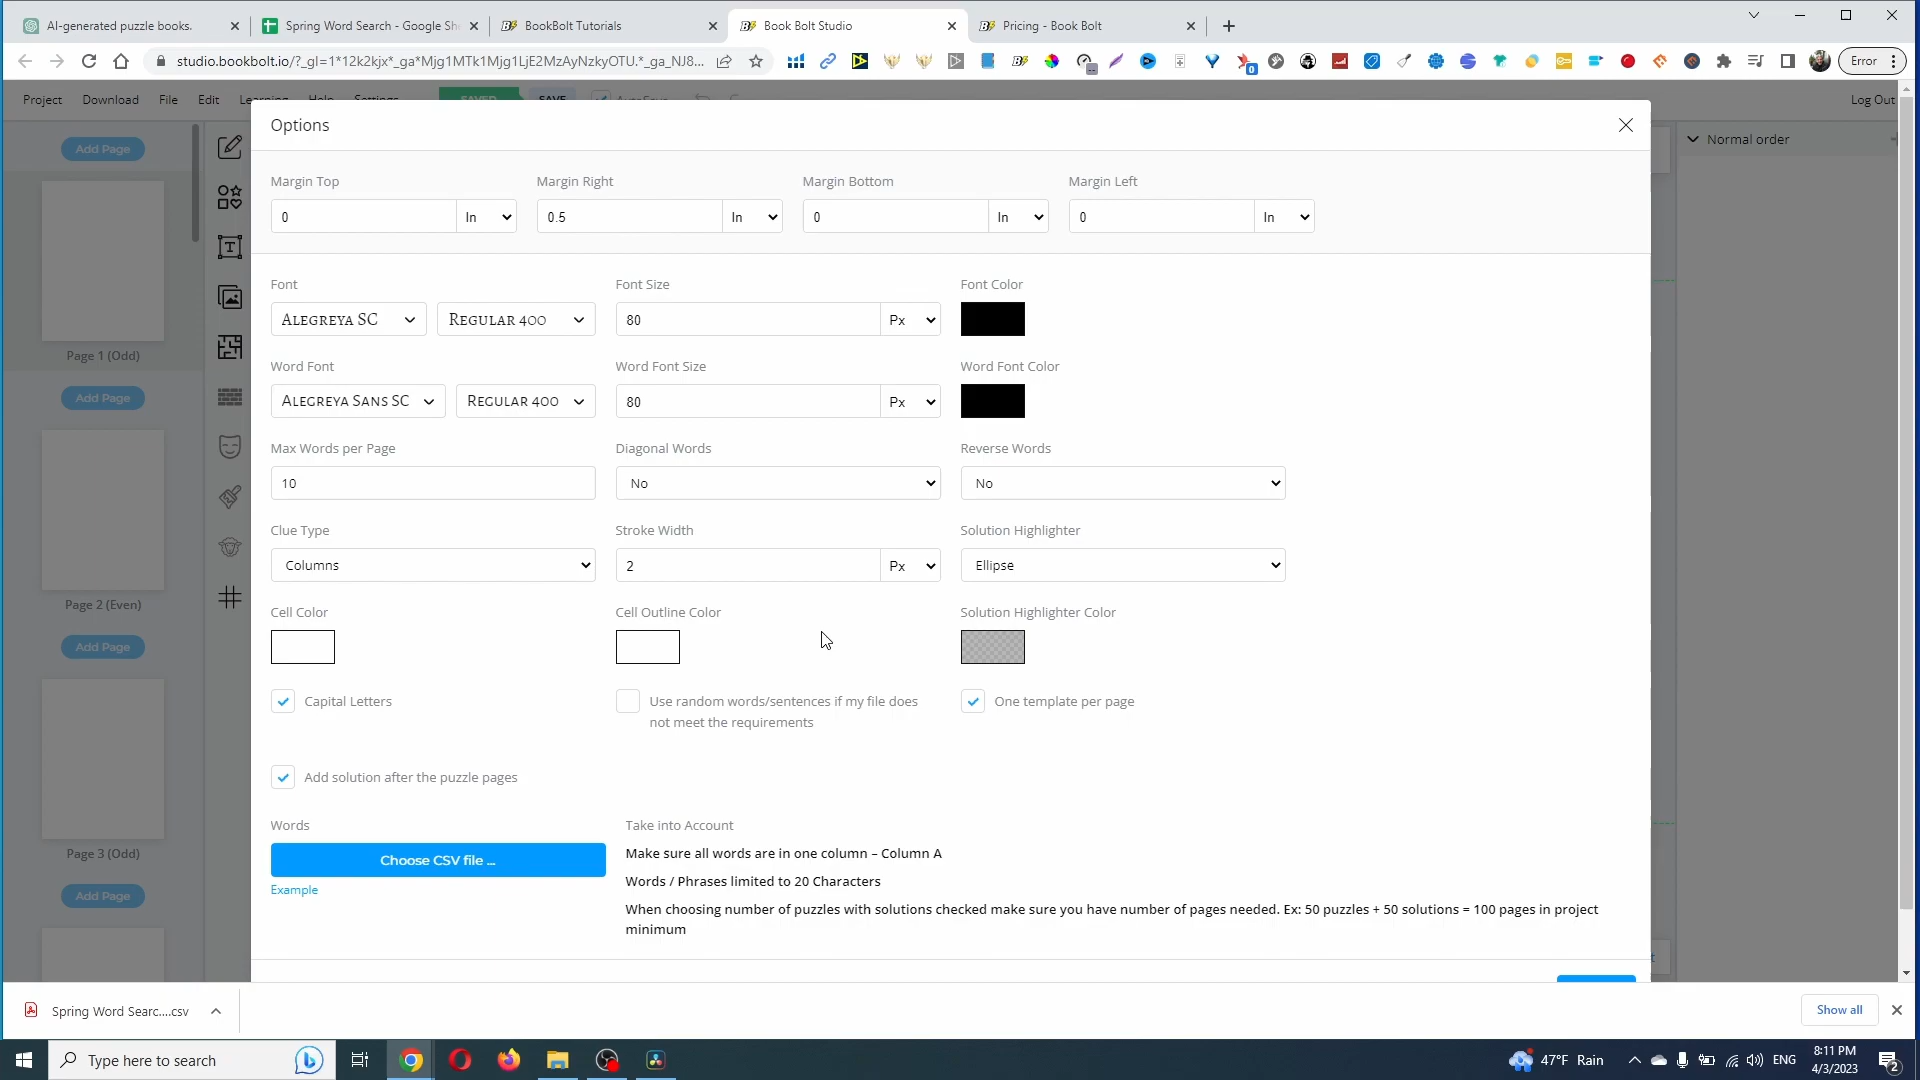 AI-generated puzzle books.
Spring Word Search - Google She
BookBolt Tutorials
Book Bolt Studio
Pricing - Book Bolt
studio.bookbolt.io/?_gl=1*12k2kjx*_ga*Mjg1MTk1Mjg1LjE2MzAyNzkyOTU.*_ga_NJ8...
Error
Project
Download
File
Edit
Learning
Help
Settings
SAVED
SAVE
Log Out
Add Page
Page 1 (Odd)
Add Page
Page 2 (Even)
Add Page
Page 3 (Odd)
Add Page
Normal order
Options
Margin Top
Margin Right
Margin Bottom
Margin Left
0 In
0.5 In
0 In
0 In
Font
Font Size
Font Color
Alegreya SC
Regular 400
80 Px
Word Font
Word Font Size
Word Font Color
Alegreya Sans SC
Regular 400
80 Px
Max Words per Page
Diagonal Words
Reverse Words
10
No
No
Clue Type
Stroke Width
Solution Highlighter
Columns
2 Px
Ellipse
Cell Color
Cell Outline Color
Solution Highlighter Color
Capital Letters
Use random words/sentences if my file does
not meet the requirements
One template per page
Add solution after the puzzle pages
Words
Take into Account
Choose CSV file ...
Make sure all words are in one column – Column A
Example
Words / Phrases limited to 20 Characters
When choosing number of puzzles with solutions checked make sure you have number of pages needed. Ex: 50 puzzles + 50 solutions = 100 pages in project
minimum
Spring Word Searc....csv
Show all
Type here to search
47°F Rain
ENG
8:11 PM
4/3/2023
2